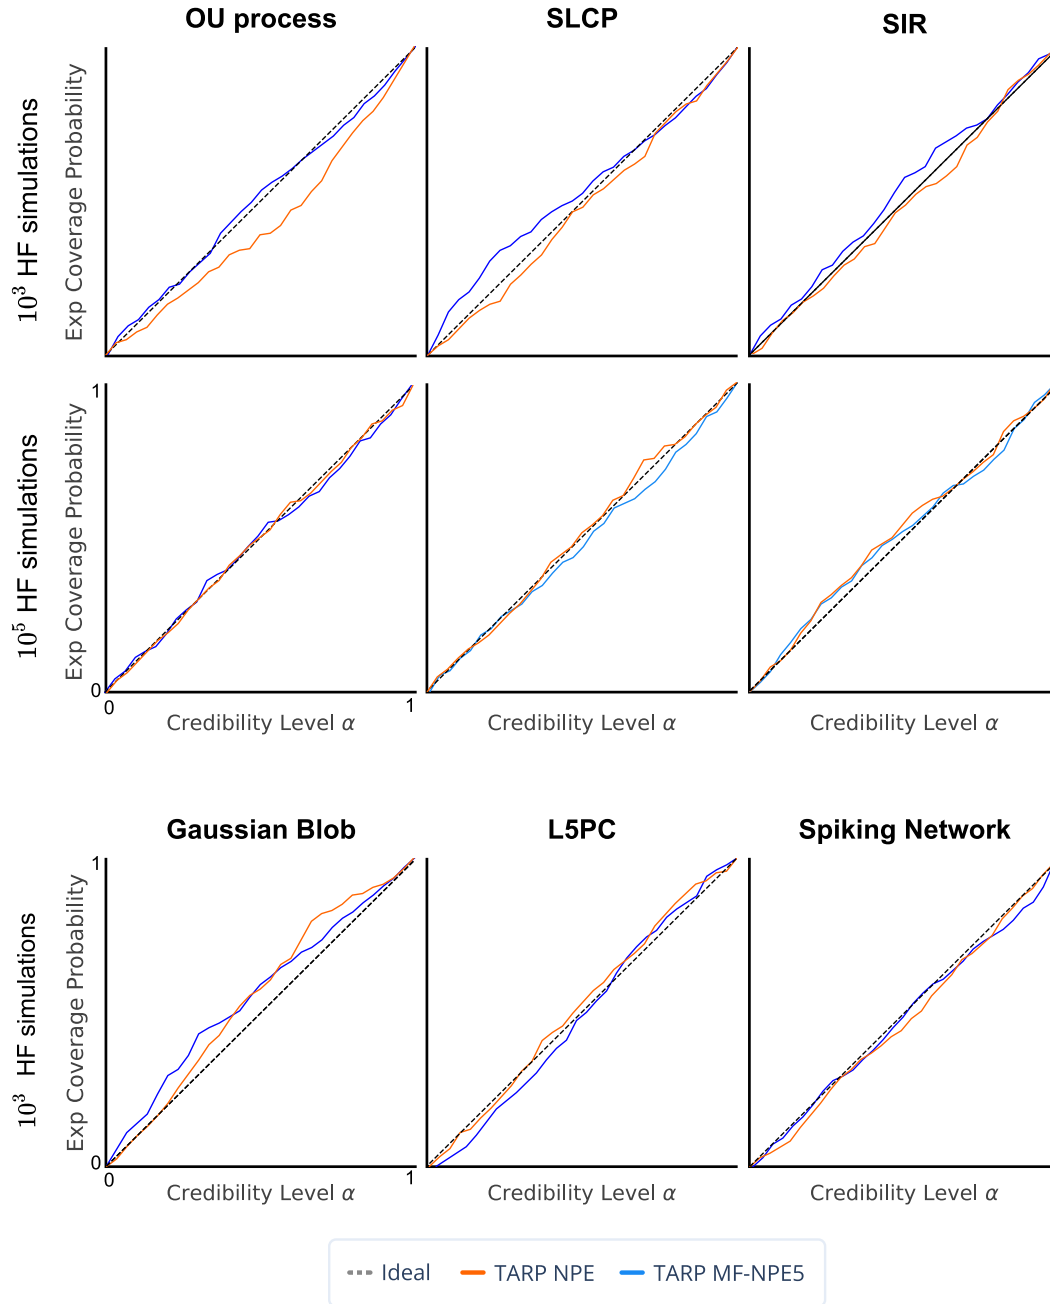 OU process
SLCP
SIR
10³ HF simulations
Exp Coverage Probability
10⁵ HF simulations
Exp Coverage Probability
1
0
0
1
Credibility Level α
Credibility Level α
Credibility Level α
Gaussian Blob
L5PC
Spiking Network
10³ HF simulations
Exp Coverage Probability
1
0
0
1
Credibility Level α
Credibility Level α
Credibility Level α
Ideal
TARP NPE
TARP MF-NPE5